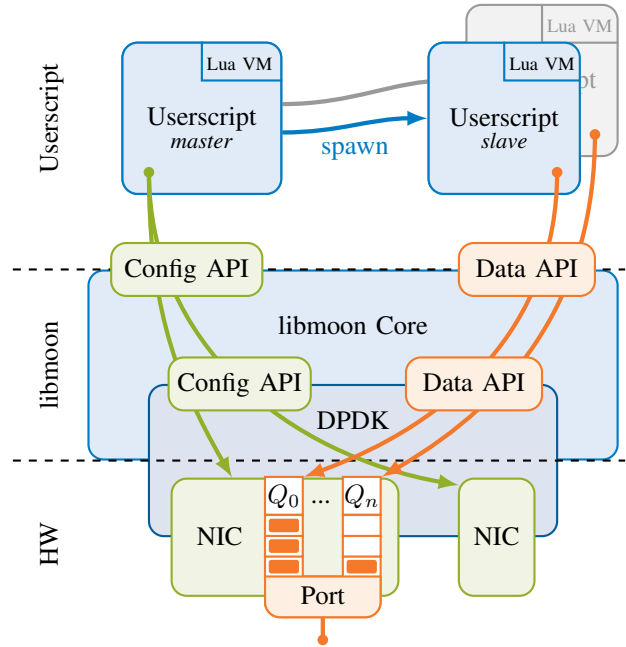 Lua VM
Lua VM
Lua VM
Userscript
master
spawn
Userscript
slave
pt
Userscript
Config API
Data API
libmoon Core
libmoon
Config API
Data API
DPDK
HW
NIC
Q0 ... Qn
NIC
Port